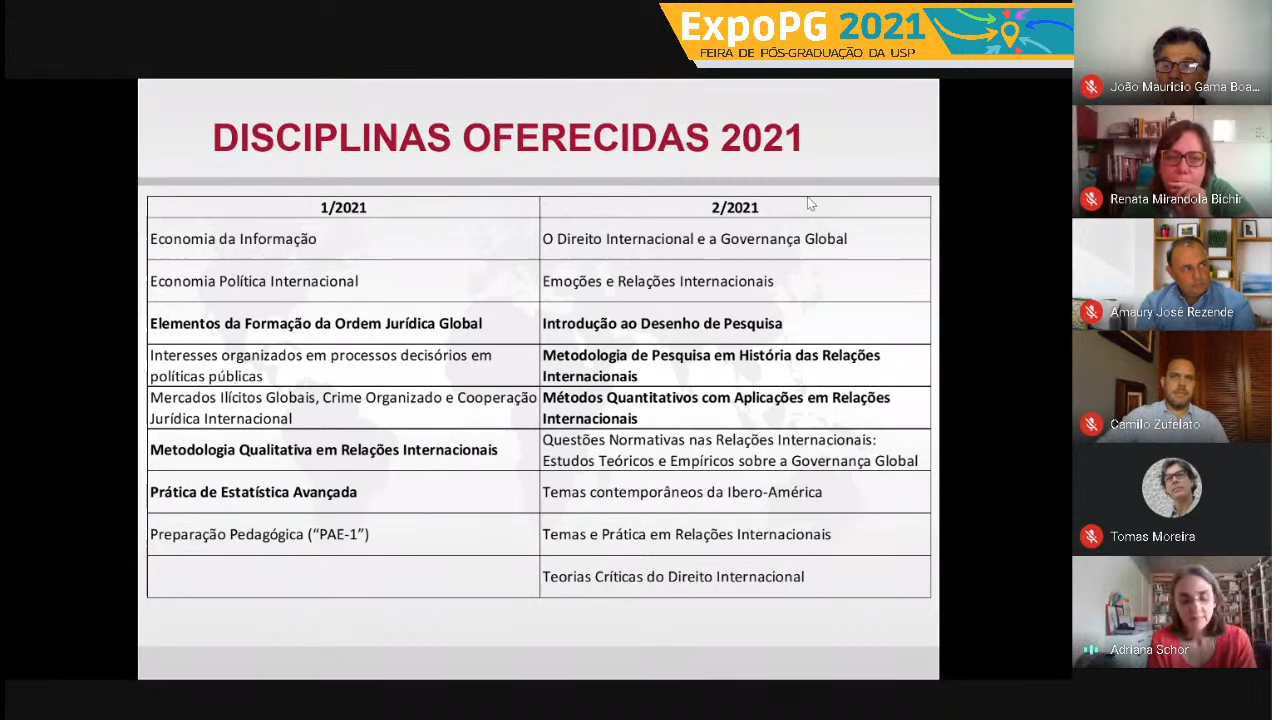 ExpoPG 2021
FEIRA DE PÓS-GRADUAÇÃO DA USP
DISCIPLINAS OFERECIDAS 2021
1/2021
2/2021
Economia da Informação
O Direito Internacional e a Governança Global
Economia Política Internacional
Emoções e Relações Internacionais
Elementos da Formação da Ordem Jurídica Global
Introdução ao Desenho de Pesquisa
Interesses organizados em processos decisórios em
políticas públicas
Metodologia de Pesquisa em História das Relações
Internacionais
Mercados Ilícitos Globais, Crime Organizado e Cooperação
Jurídica Internacional
Métodos Quantitativos com Aplicações em Relações
Internacionais
Metodologia Qualitativa em Relações Internacionais
Questões Normativas nas Relações Internacionais:
Estudos Teóricos e Empíricos sobre a Governança Global
Prática de Estatística Avançada
Temas contemporâneos da Ibero-América
Preparação Pedagógica (“PAE-1”)
Temas e Prática em Relações Internacionais
Teorias Críticas do Direito Internacional
João Mauricio Gama Boa...
Renata Mirandola Bichir
Amaury José Rezende
Camilo Zufelato
Tomas Moreira
Adriana Schor